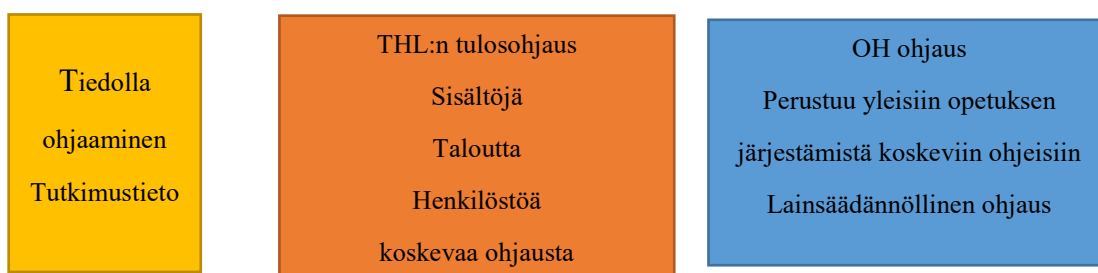 Tiedolla
ohjaaminen
Tutkimustieto
THL:n tulosohjaus
Sisältöjä
Taloutta
Henkilöstöä
koskevaa ohjausta
OH ohjaus
Perustuu yleisiin opetuksen
järjestämistä koskeviin ohjeisiin
Lainsäädännöllinen ohjaus